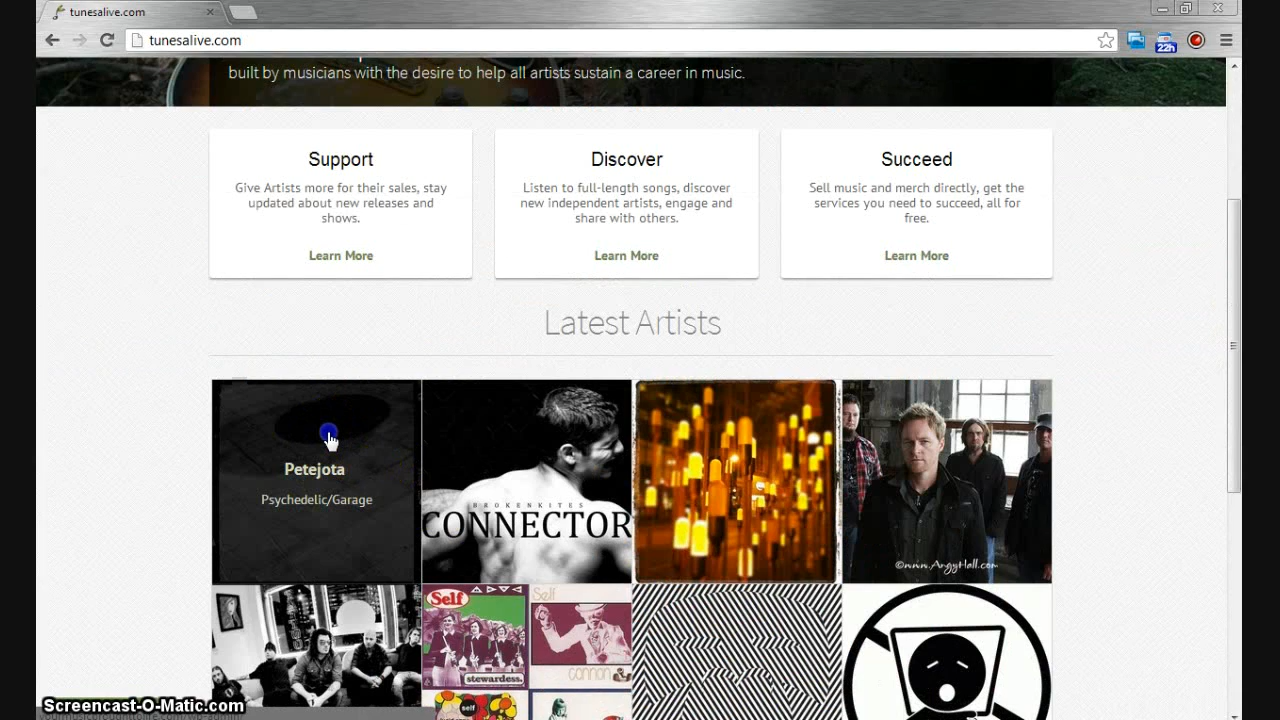 tunesalive.com
tunesalive.com
22h
built by musicians with the desire to help all artists sustain a career in music.
Support
Give Artists more for their sales, stay
updated about new releases and
shows.
Learn More
Discover
Listen to full-length songs, discover
new independent artists, engage and
share with others.
Learn More
Succeed
Sell music and merch directly, get the
services you need to succeed, all for
free.
Learn More
Latest Artists
Petejota
Psychedelic/Garage
BROKENKITES
CONNECTOR
©www.AngyHall.com
Self
stewardess.
Self
cannon
self
Screencast-O-Matic.com